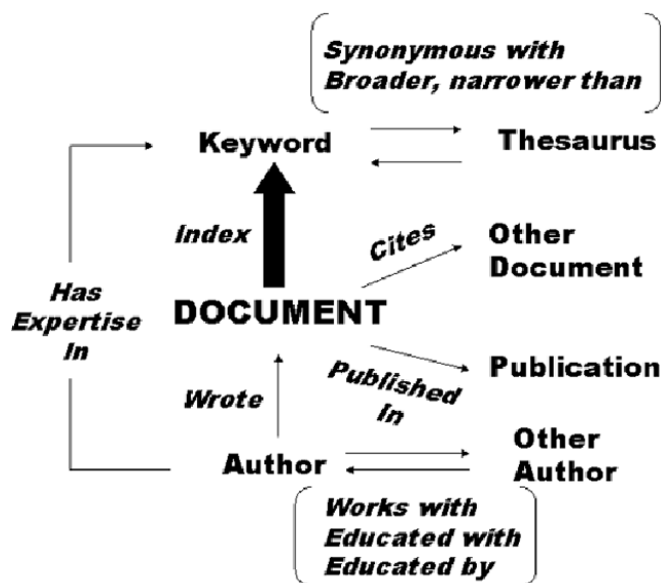 Synonymous with
Broader, narrower than
Keyword
Thesaurus
Index
Cites
Other
Document
Has
Expertise
In
DOCUMENT
Publication
Wrote
Published
In
Author
Other
Author
Works with
Educated with
Educated by